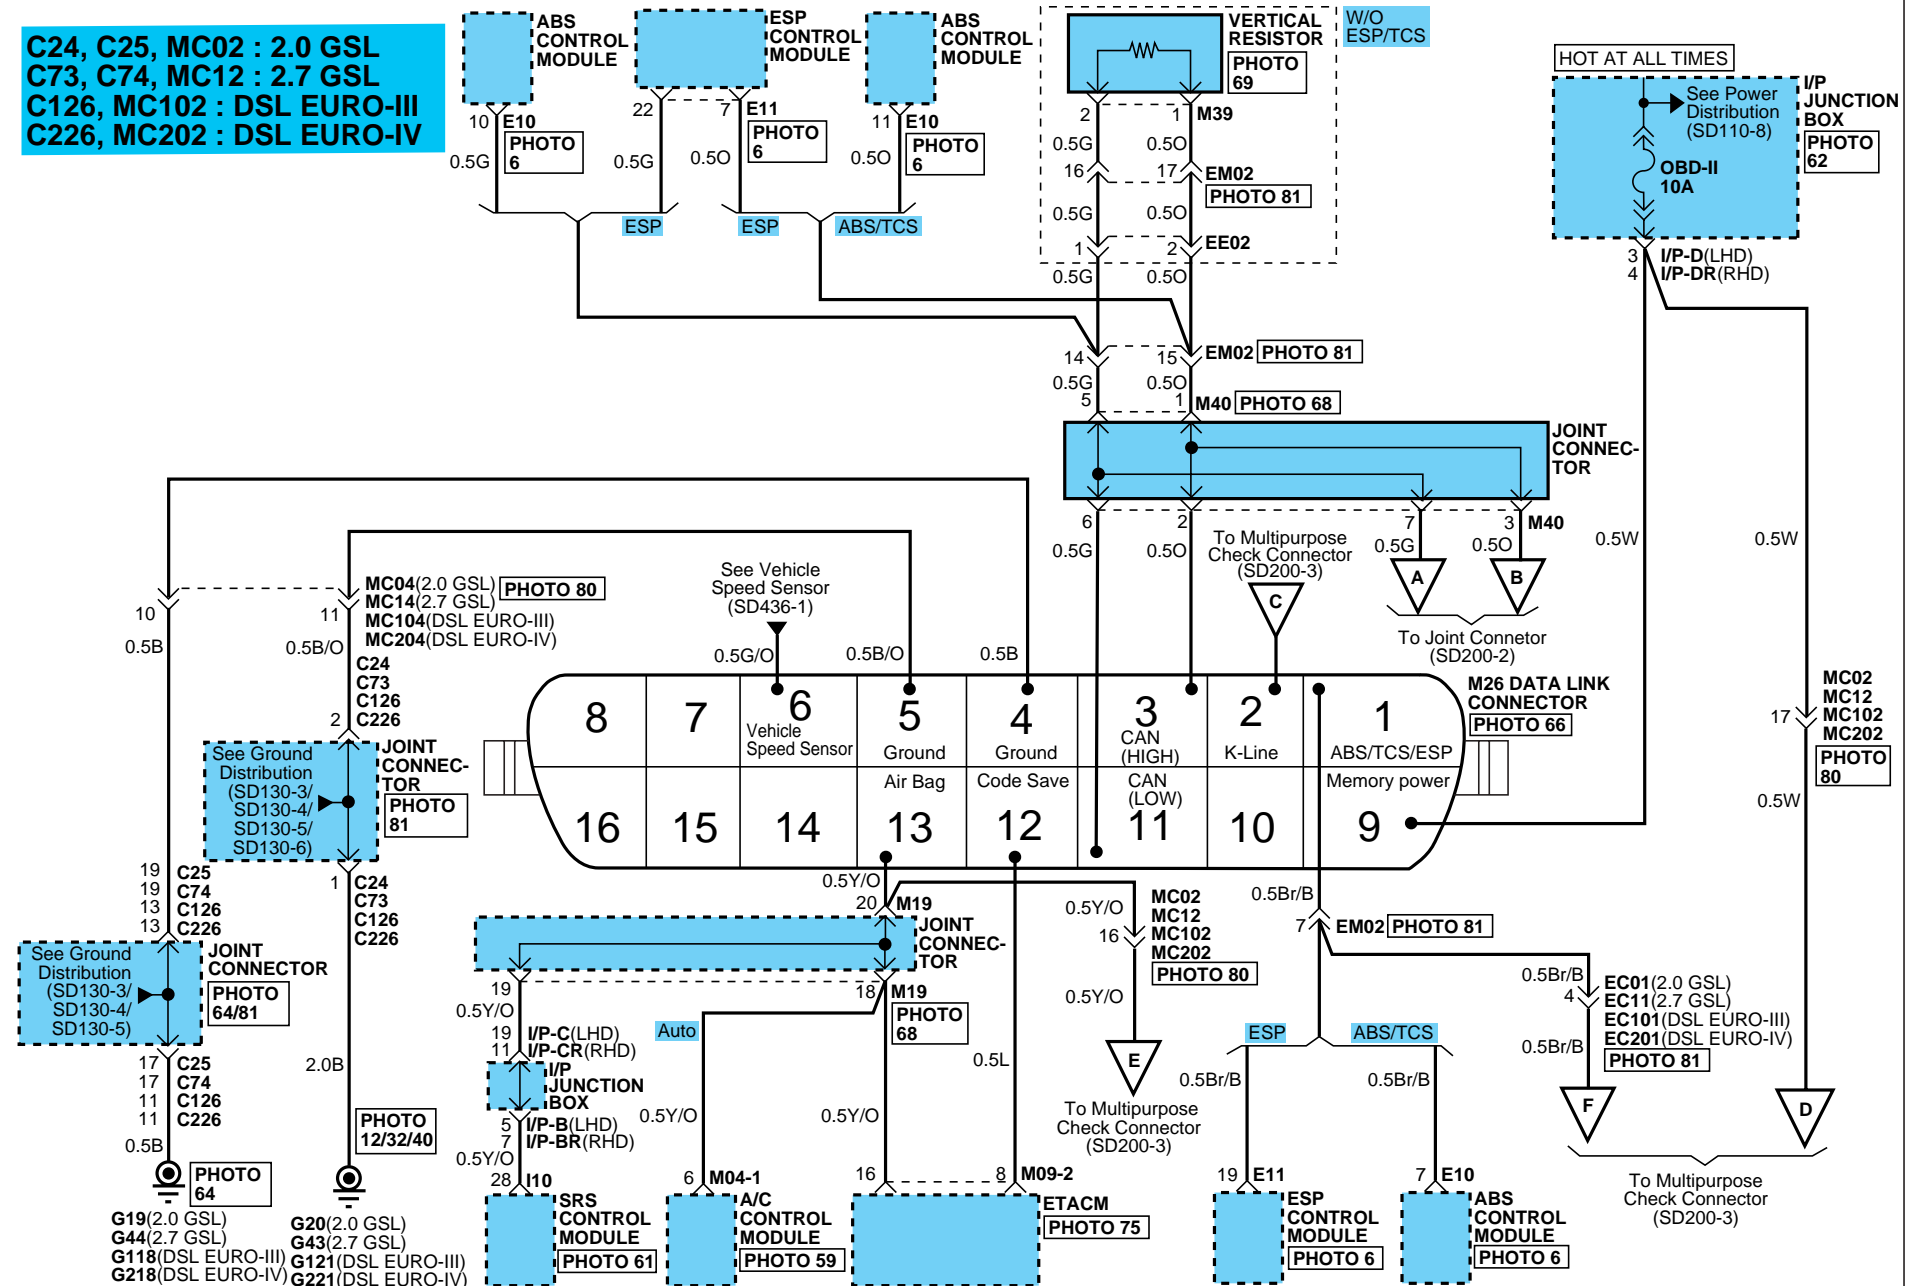 C24, C25, MC02 : 2.0 GSL
C73, C74, MC12 : 2.7 GSL
C126, MC102 : DSL EURO-III
C226, MC202 : DSL EURO-IV
ABS
CONTROL
MODULE
ESP
CONTROL
MODULE
ABS
CONTROL
MODULE
VERTICAL
RESISTOR
PHOTO
69
W/O
ESP/TCS
HOT AT ALL TIMES
See Power
Distribution
(SD110-8)
OBD-II
10A
I/P
JUNCTION
BOX
PHOTO
62
10 E10
PHOTO
6
0.5G
22
0.5G
7 E11
PHOTO
6
0.5O
11 E10
PHOTO
6
0.5O
ESP
ESP
ABS/TCS
2
1 M39
0.5G
0.5O
16
17 EM02
PHOTO 81
0.5G
0.5O
1
2 EE02
0.5G
0.5O
3 I/P-D(LHD)
4 I/P-DR(RHD)
14
15 EM02 PHOTO 81
0.5G
0.5O
5
1 M40 PHOTO 68
JOINT
CONNEC-
TOR
6
2
7
3 M40
0.5G
0.5O
0.5G
0.5O
0.5W
0.5W
To Multipurpose
Check Connector
(SD200-3)
C
A
B
To Joint Connetor
(SD200-2)
See Vehicle
Speed Sensor
(SD436-1)
0.5G/O
0.5B/O
0.5B
10
11
MC04(2.0 GSL) PHOTO 80
MC14(2.7 GSL)
MC104(DSL EURO-III)
MC204(DSL EURO-IV)
0.5B
0.5B/O
C24
C73
C126
2 C226
See Ground
Distribution
(SD130-3/
SD130-4/
SD130-5/
SD130-6)
JOINT
CONNEC-
TOR
PHOTO
81
1 C24
C73
C126
C226
M26 DATA LINK
CONNECTOR
PHOTO 66
8
7
6
Vehicle
Speed Sensor
5
Ground
4
Ground
3
CAN
(HIGH)
2
K-Line
1
ABS/TCS/ESP
16
15
14
Air Bag
13
Code Save
12
CAN
(LOW)
11
10
Memory power
9
MC02
MC12
17 MC102
MC202
PHOTO
80
0.5W
19 C25
19 C74
13 C126
13 C226
See Ground
Distribution
(SD130-3/
SD130-4/
SD130-5)
JOINT
CONNECTOR
PHOTO
64/81
17 C25
17 C74
11 C126
11 C226
0.5B
2.0B
PHOTO
64
PHOTO
12/32/40
G19(2.0 GSL)
G44(2.7 GSL)
G118(DSL EURO-III)
G218(DSL EURO-IV)
G20(2.0 GSL)
G43(2.7 GSL)
G121(DSL EURO-III)
G221(DSL EURO-IV)
0.5Y/O
20 M19
JOINT
CONNEC-
TOR
19
18 M19
PHOTO
68
0.5Y/O
19 I/P-C(LHD)
11 I/P-CR(RHD)
I/P
JUNCTION
BOX
5 I/P-B(LHD)
7 I/P-BR(RHD)
0.5Y/O
28 I10
SRS
CONTROL
MODULE
PHOTO 61
Auto
0.5Y/O
6 M04-1
A/C
CONTROL
MODULE
PHOTO 59
0.5Y/O
0.5L
16
8 M09-2
ETACM
PHOTO 75
0.5Y/O
MC02
MC12
16 MC102
MC202
PHOTO 80
0.5Y/O
E
To Multipurpose
Check Connector
(SD200-3)
0.5Br/B
7 EM02 PHOTO 81
ESP
ABS/TCS
0.5Br/B
0.5Br/B
19 E11
ESP
CONTROL
MODULE
PHOTO 6
7 E10
ABS
CONTROL
MODULE
PHOTO 6
0.5Br/B
4
EC01(2.0 GSL)
EC11(2.7 GSL)
EC101(DSL EURO-III)
EC201(DSL EURO-IV)
PHOTO 81
0.5Br/B
F
D
To Multipurpose
Check Connector
(SD200-3)